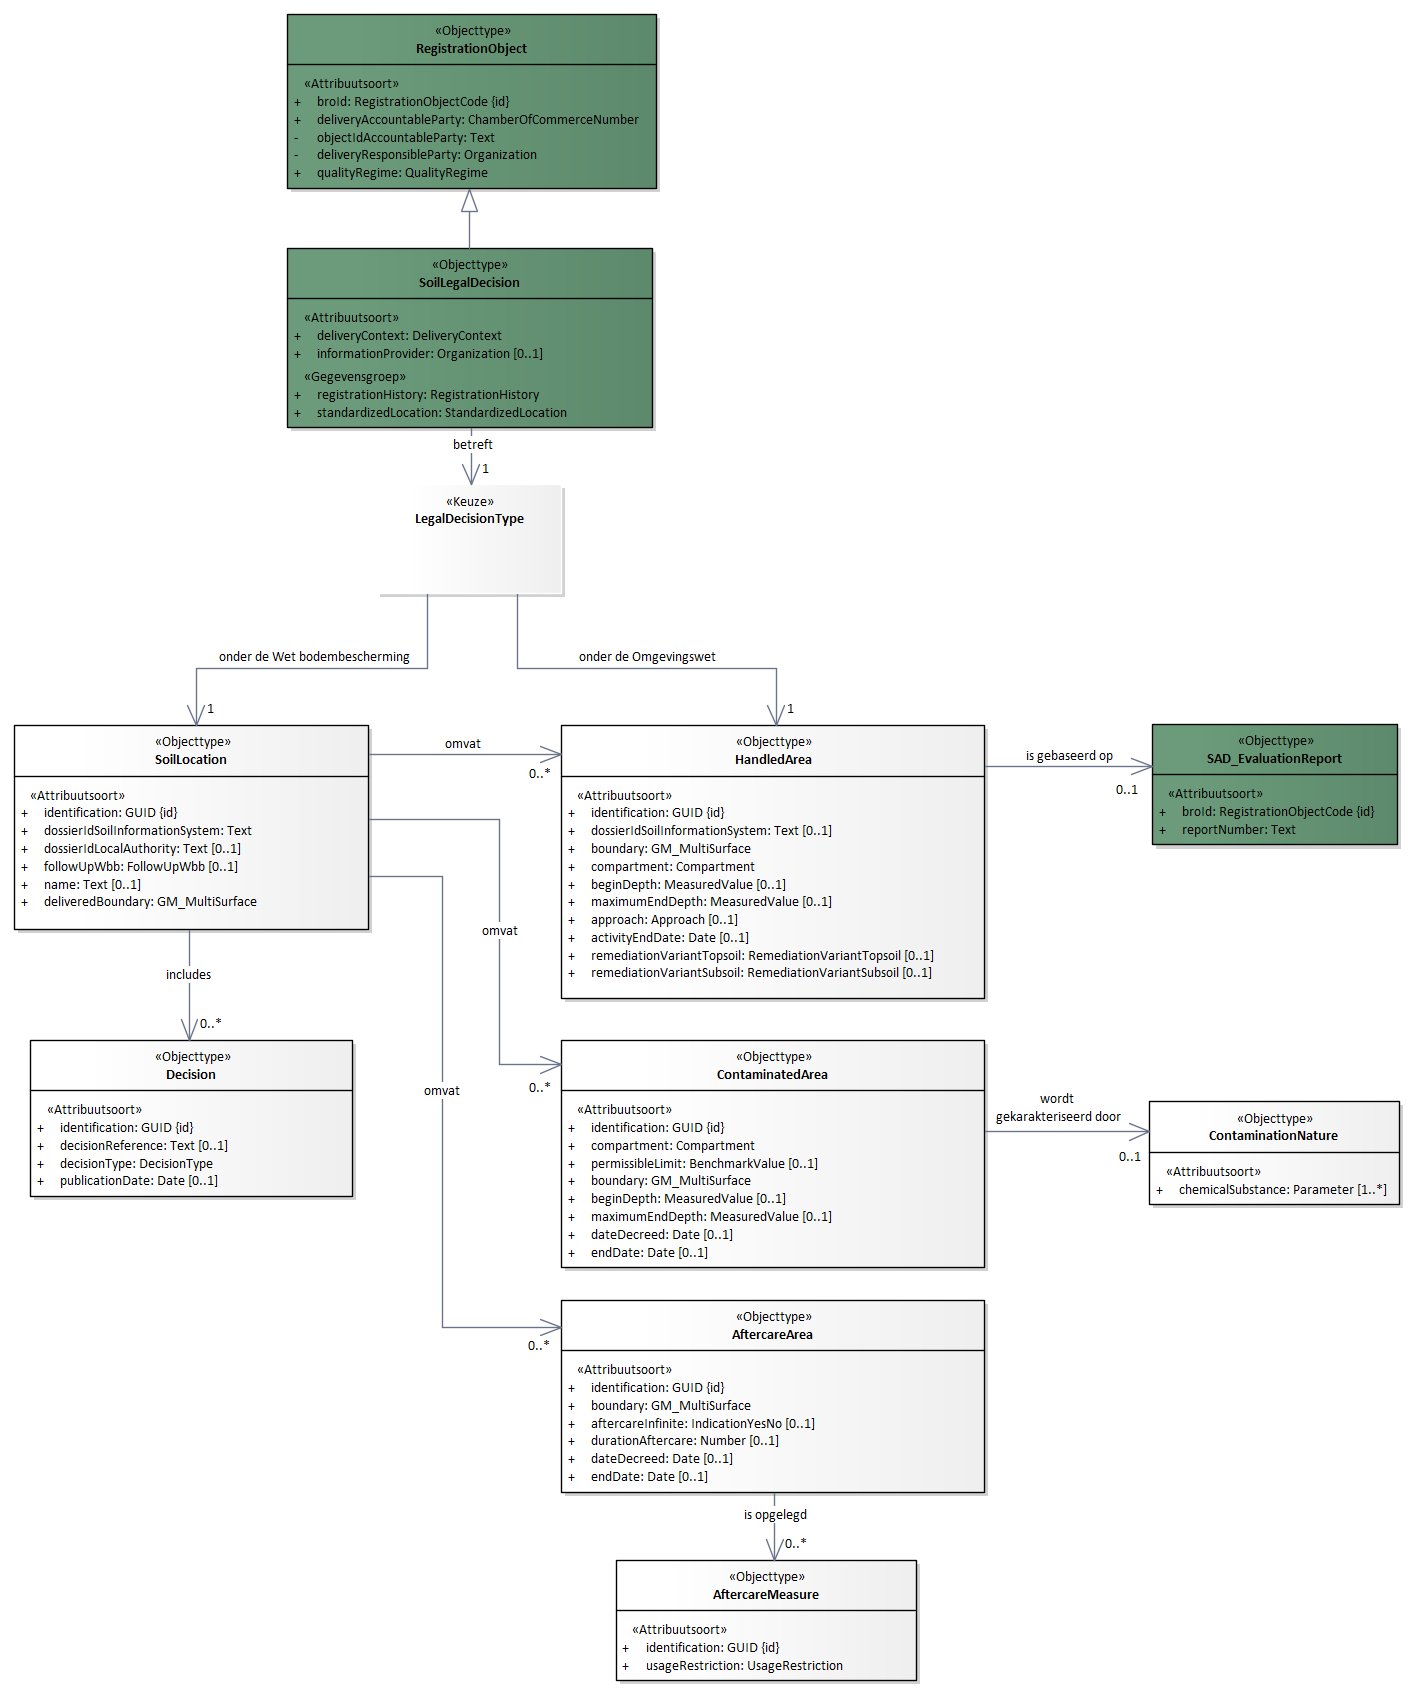 «Objecttype»
RegistrationObject
«Attribuutsoort»
+ broId: RegistrationObjectCode {id}
+ deliveryAccountableParty: ChamberOfCommerceNumber
- objectIdAccountableParty: Text
- deliveryResponsibleParty: Organization
+ qualityRegime: QualityRegime
«Objecttype»
SoilLegalDecision
«Attribuutsoort»
+ deliveryContext: DeliveryContext
+ informationProvider: Organization [0..1]
«Gegevensgroep»
+ registrationHistory: RegistrationHistory
+ standardizedLocation: StandardizedLocation
betreft
1
«Keuze»
LegalDecisionType
onder de Wet bodembescherming
1
onder de Omgevingswet
1
«Objecttype»
SoilLocation
«Attribuutsoort»
+ identification: GUID {id}
+ dossierIdSoilInformationSystem: Text
+ dossierIdLocalAuthority: Text [0..1]
+ followUpWbb: FollowUpWbb [0..1]
+ name: Text [0..1]
+ deliveredBoundary: GM_MultiSurface
omvat
0..*
«Objecttype»
HandledArea
«Attribuutsoort»
+ identification: GUID {id}
+ dossierIdSoilInformationSystem: Text [0..1]
+ boundary: GM_MultiSurface
+ compartment: Compartment
+ beginDepth: MeasuredValue [0..1]
+ maximumEndDepth: MeasuredValue [0..1]
+ approach: Approach [0..1]
+ activityEndDate: Date [0..1]
+ remediationVariantTopsoil: RemediationVariantTopsoil [0..1]
+ remediationVariantSubsoil: RemediationVariantSubsoil [0..1]
is gebaseerd op
0..1
«Objecttype»
SAD_EvaluationReport
«Attribuutsoort»
+ broId: RegistrationObjectCode {id}
+ reportNumber: Text
includes
0..*
«Objecttype»
Decision
«Attribuutsoort»
+ identification: GUID {id}
+ decisionReference: Text [0..1]
+ decisionType: DecisionType
+ publicationDate: Date [0..1]
omvat
0..*
«Objecttype»
ContaminatedArea
«Attribuutsoort»
+ identification: GUID {id}
+ compartment: Compartment
+ permissibleLimit: BenchmarkValue [0..1]
+ boundary: GM_MultiSurface
+ beginDepth: MeasuredValue [0..1]
+ maximumEndDepth: MeasuredValue [0..1]
+ dateDecreed: Date [0..1]
+ endDate: Date [0..1]
wordt
gekarakteriseerd door
0..1
«Objecttype»
ContaminationNature
«Attribuutsoort»
+ chemicalSubstance: Parameter [1..*]
omvat
0..*
«Objecttype»
AftercareArea
«Attribuutsoort»
+ identification: GUID {id}
+ boundary: GM_MultiSurface
+ aftercareInfinite: IndicationYesNo [0..1]
+ durationAftercare: Number [0..1]
+ dateDecreed: Date [0..1]
+ endDate: Date [0..1]
is opgelegd
0..*
«Objecttype»
AftercareMeasure
«Attribuutsoort»
+ identification: GUID {id}
+ usageRestriction: UsageRestriction